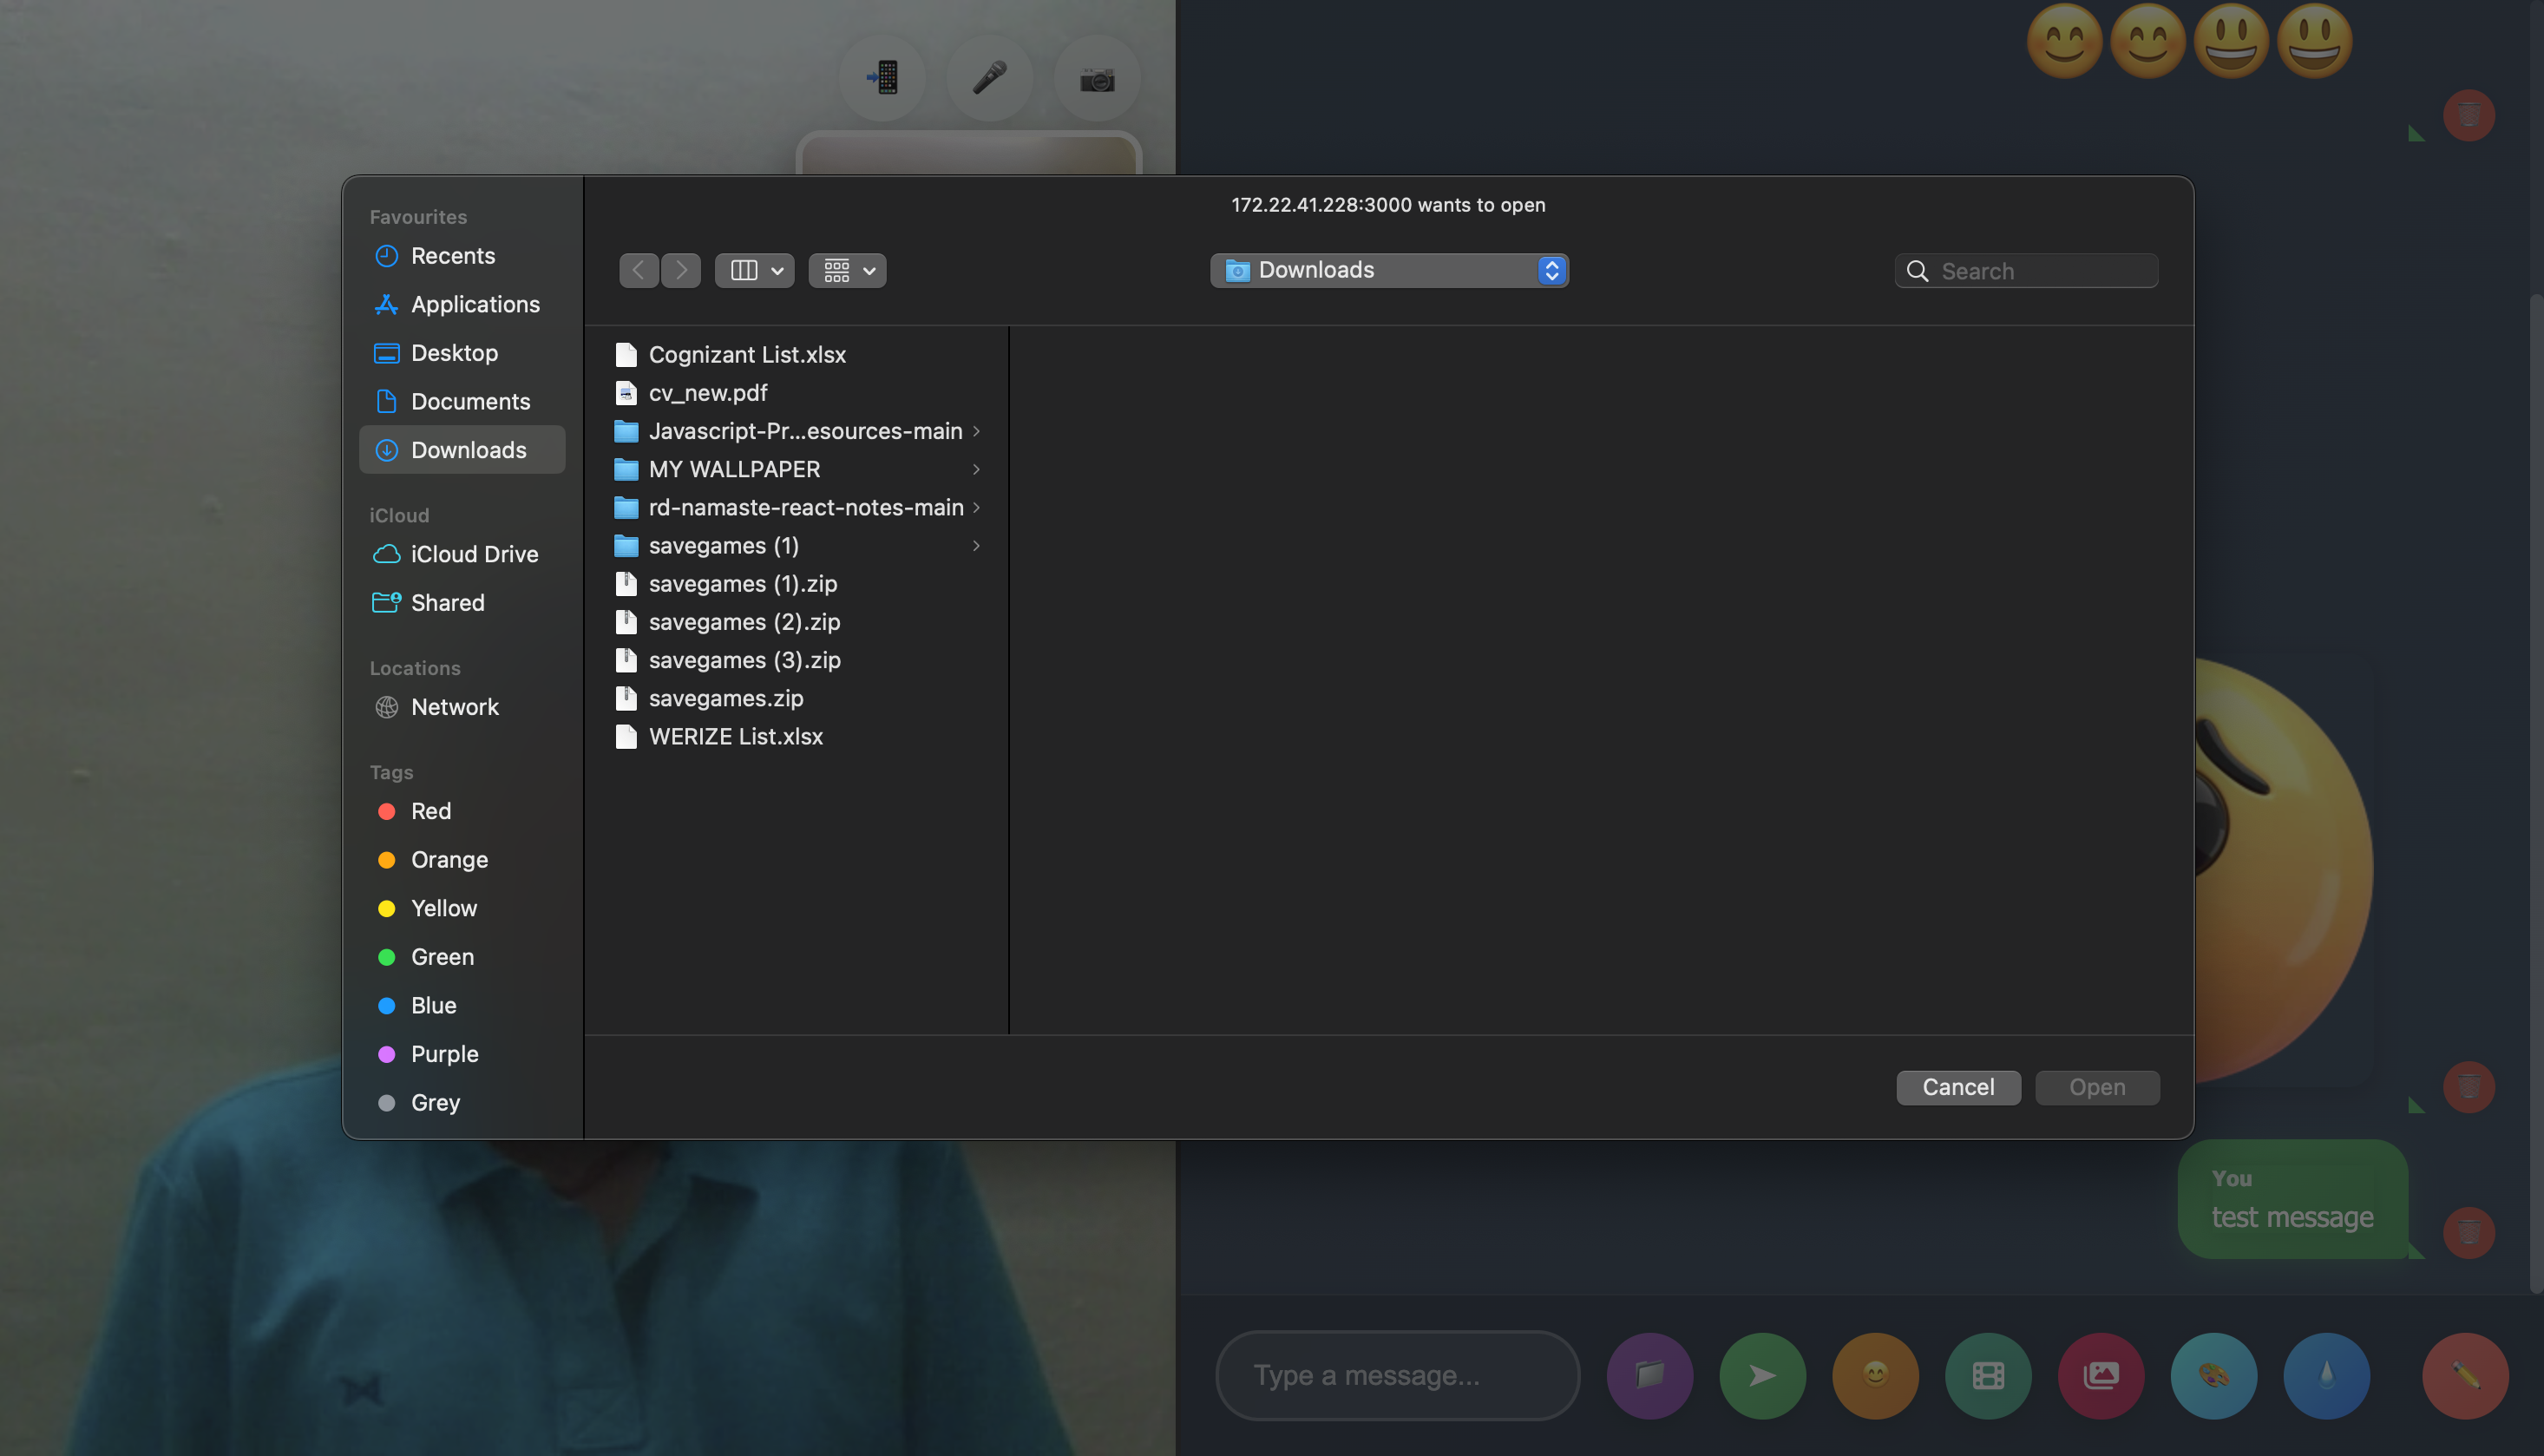 172.22.41.228:3000 wants to open
Favourites
Recents
Applications
Desktop
Documents
Downloads
iCloud
iCloud Drive
Shared
Locations
Network
Tags
Red
Orange
Yellow
Green
Blue
Purple
Grey
Downloads
Search
Cognizant List.xlsx
cv_new.pdf
Javascript-Pr...esources-main
MY WALLPAPER
rd-namaste-react-notes-main
savegames (1)
savegames (1).zip
savegames (2).zip
savegames (3).zip
savegames.zip
WERIZE List.xlsx
Cancel
Open
You
test message
Type a message...